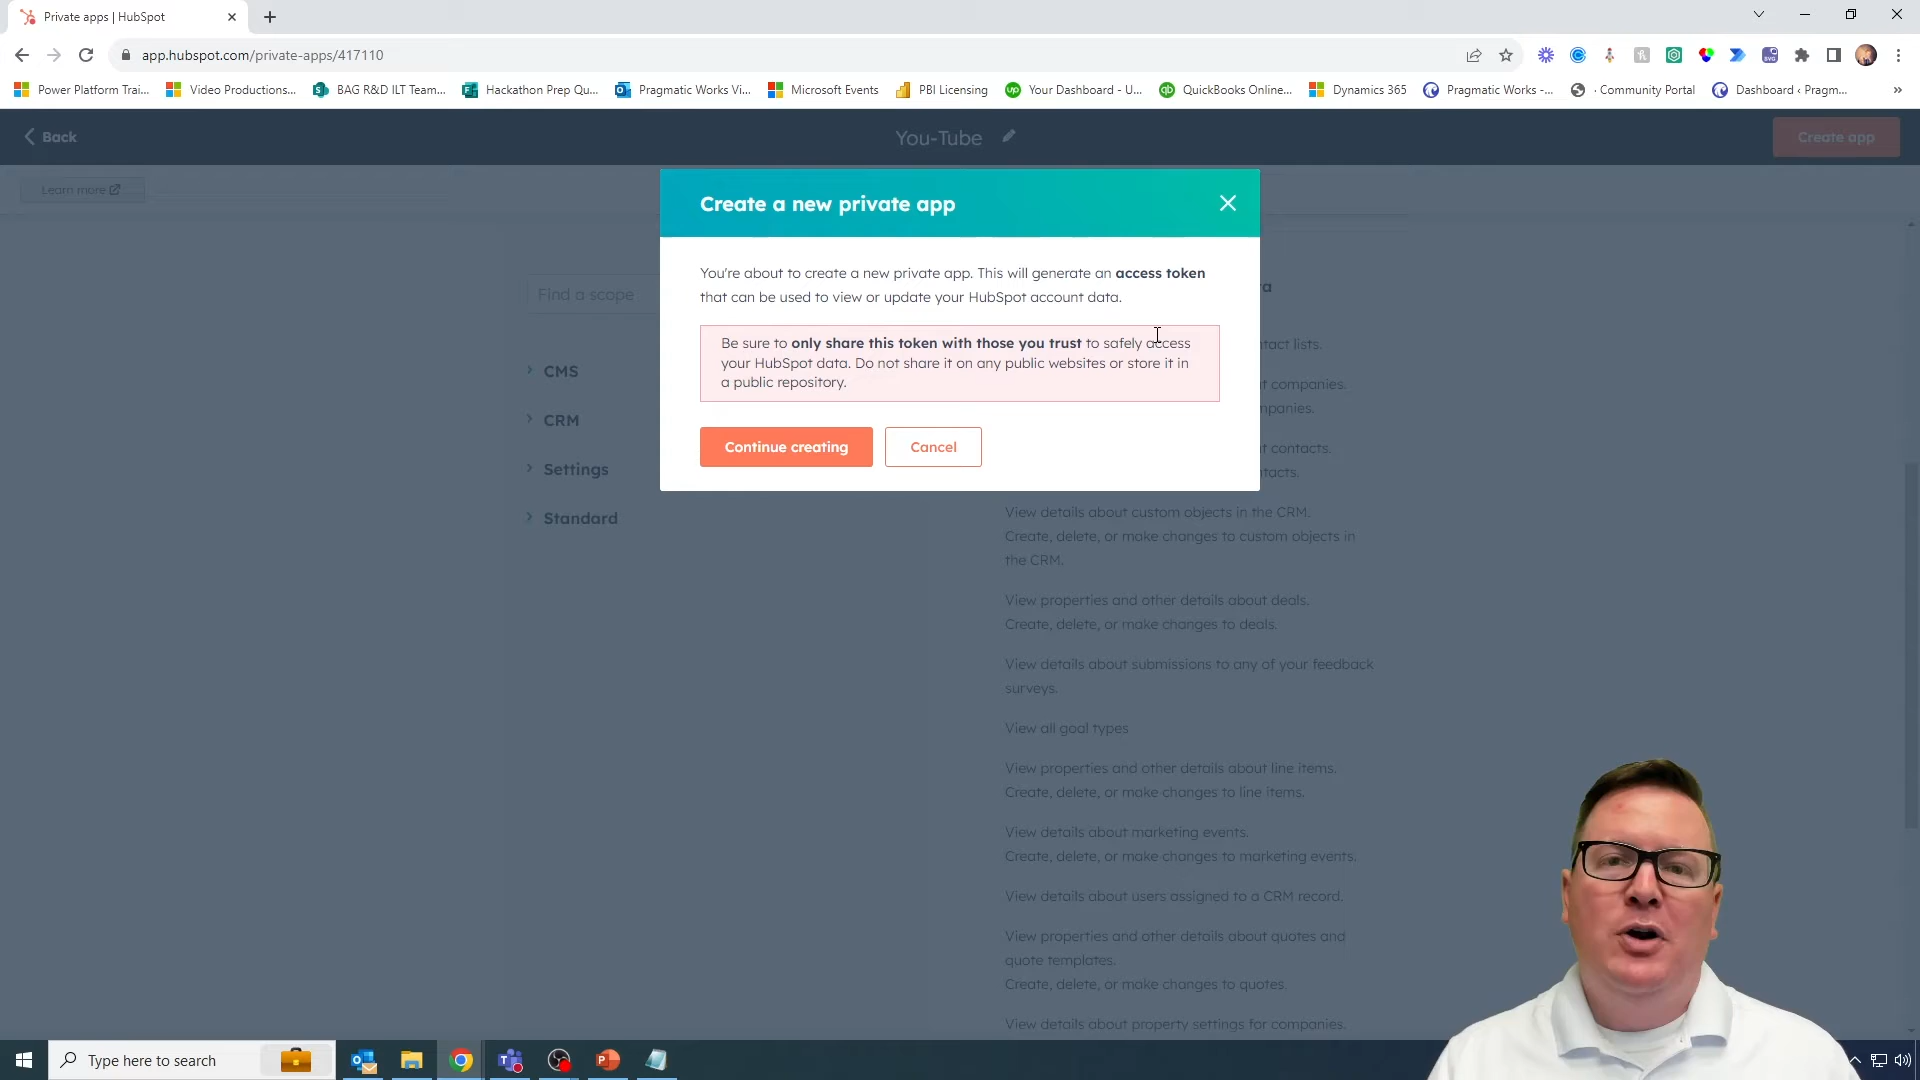 Private apps | HubSpot
app.hubspot.com/private-apps/417110
Power Platform Trai... Video Productions... BAG R&D ILT Team... Hackathon Prep Qu... Pragmatic Works Vi... Microsoft Events PBI Licensing Your Dashboard - U... QuickBooks Online... Dynamics 365 Pragmatic Works -... · Community Portal Dashboard ‹ Pragm... »
Back You-Tube Create app
Learn more
Create a new private app
You're about to create a new private app. This will generate an access token
that can be used to view or update your HubSpot account data.
Be sure to only share this token with those you trust to safely access
your HubSpot data. Do not share it on any public websites or store it in
a public repository.
Continue creating Cancel
Find a scope
CMS
CRM
Settings
Standard
tact lists.
t companies.
mpanies.
t contacts.
tacts.
View details about custom objects in the CRM.
Create, delete, or make changes to custom objects in
the CRM.
View properties and other details about deals.
Create, delete, or make changes to deals.
View details about submissions to any of your feedback
surveys.
View all goal types
View properties and other details about line items.
Create, delete, or make changes to line items.
View details about marketing events.
Create, delete, or make changes to marketing events.
View details about users assigned to a CRM record.
View properties and other details about quotes and
quote templates.
Create, delete, or make changes to quotes.
View details about property settings for companies.
Type here to search